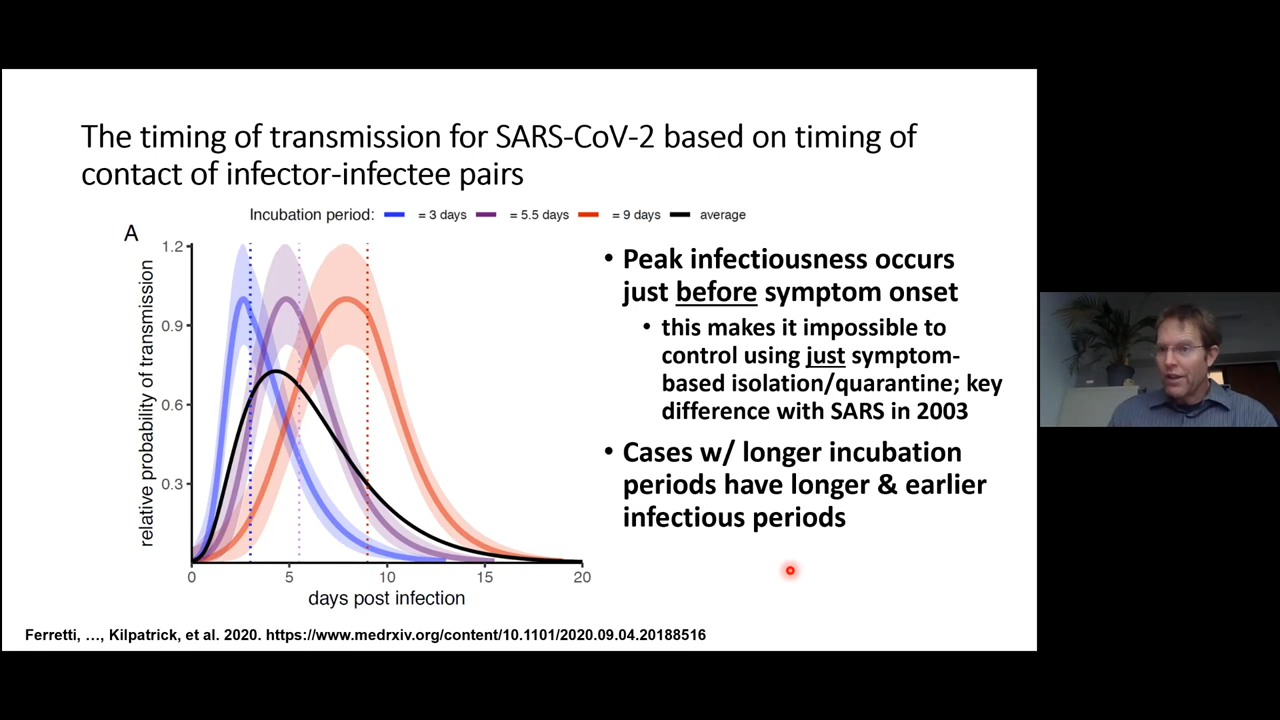 The timing of transmission for SARS-CoV-2 based on timing of
contact of infector-infectee pairs
Incubation period: = 3 days = 5.5 days = 9 days average
A
relative probability of transmission
1.2
0.9
0.6
0.3
0 5 10 15 20
days post infection
• Peak infectiousness occurs
just before symptom onset
• this makes it impossible to
control using just symptom-
based isolation/quarantine; key
difference with SARS in 2003
• Cases w/ longer incubation
periods have longer & earlier
infectious periods
Ferretti, …, Kilpatrick, et al. 2020. https://www.medrxiv.org/content/10.1101/2020.09.04.20188516